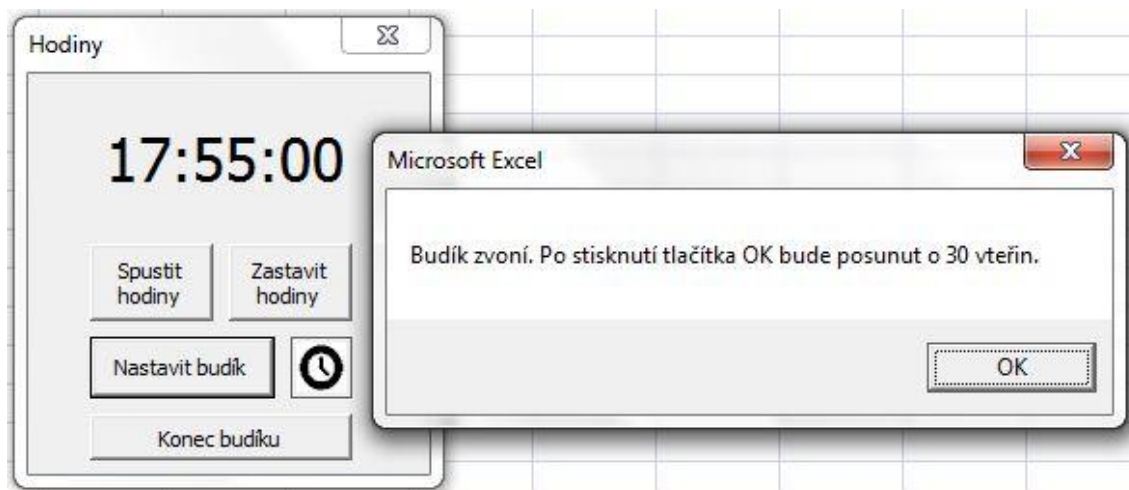 Hodiny
17:55:00
Spustit
hodiny
Zastavit
hodiny
Nastavit budík
Konec budíku
Microsoft Excel
Budík zvoní. Po stisknutí tlačítka OK bude posunut o 30 vteřin.
OK